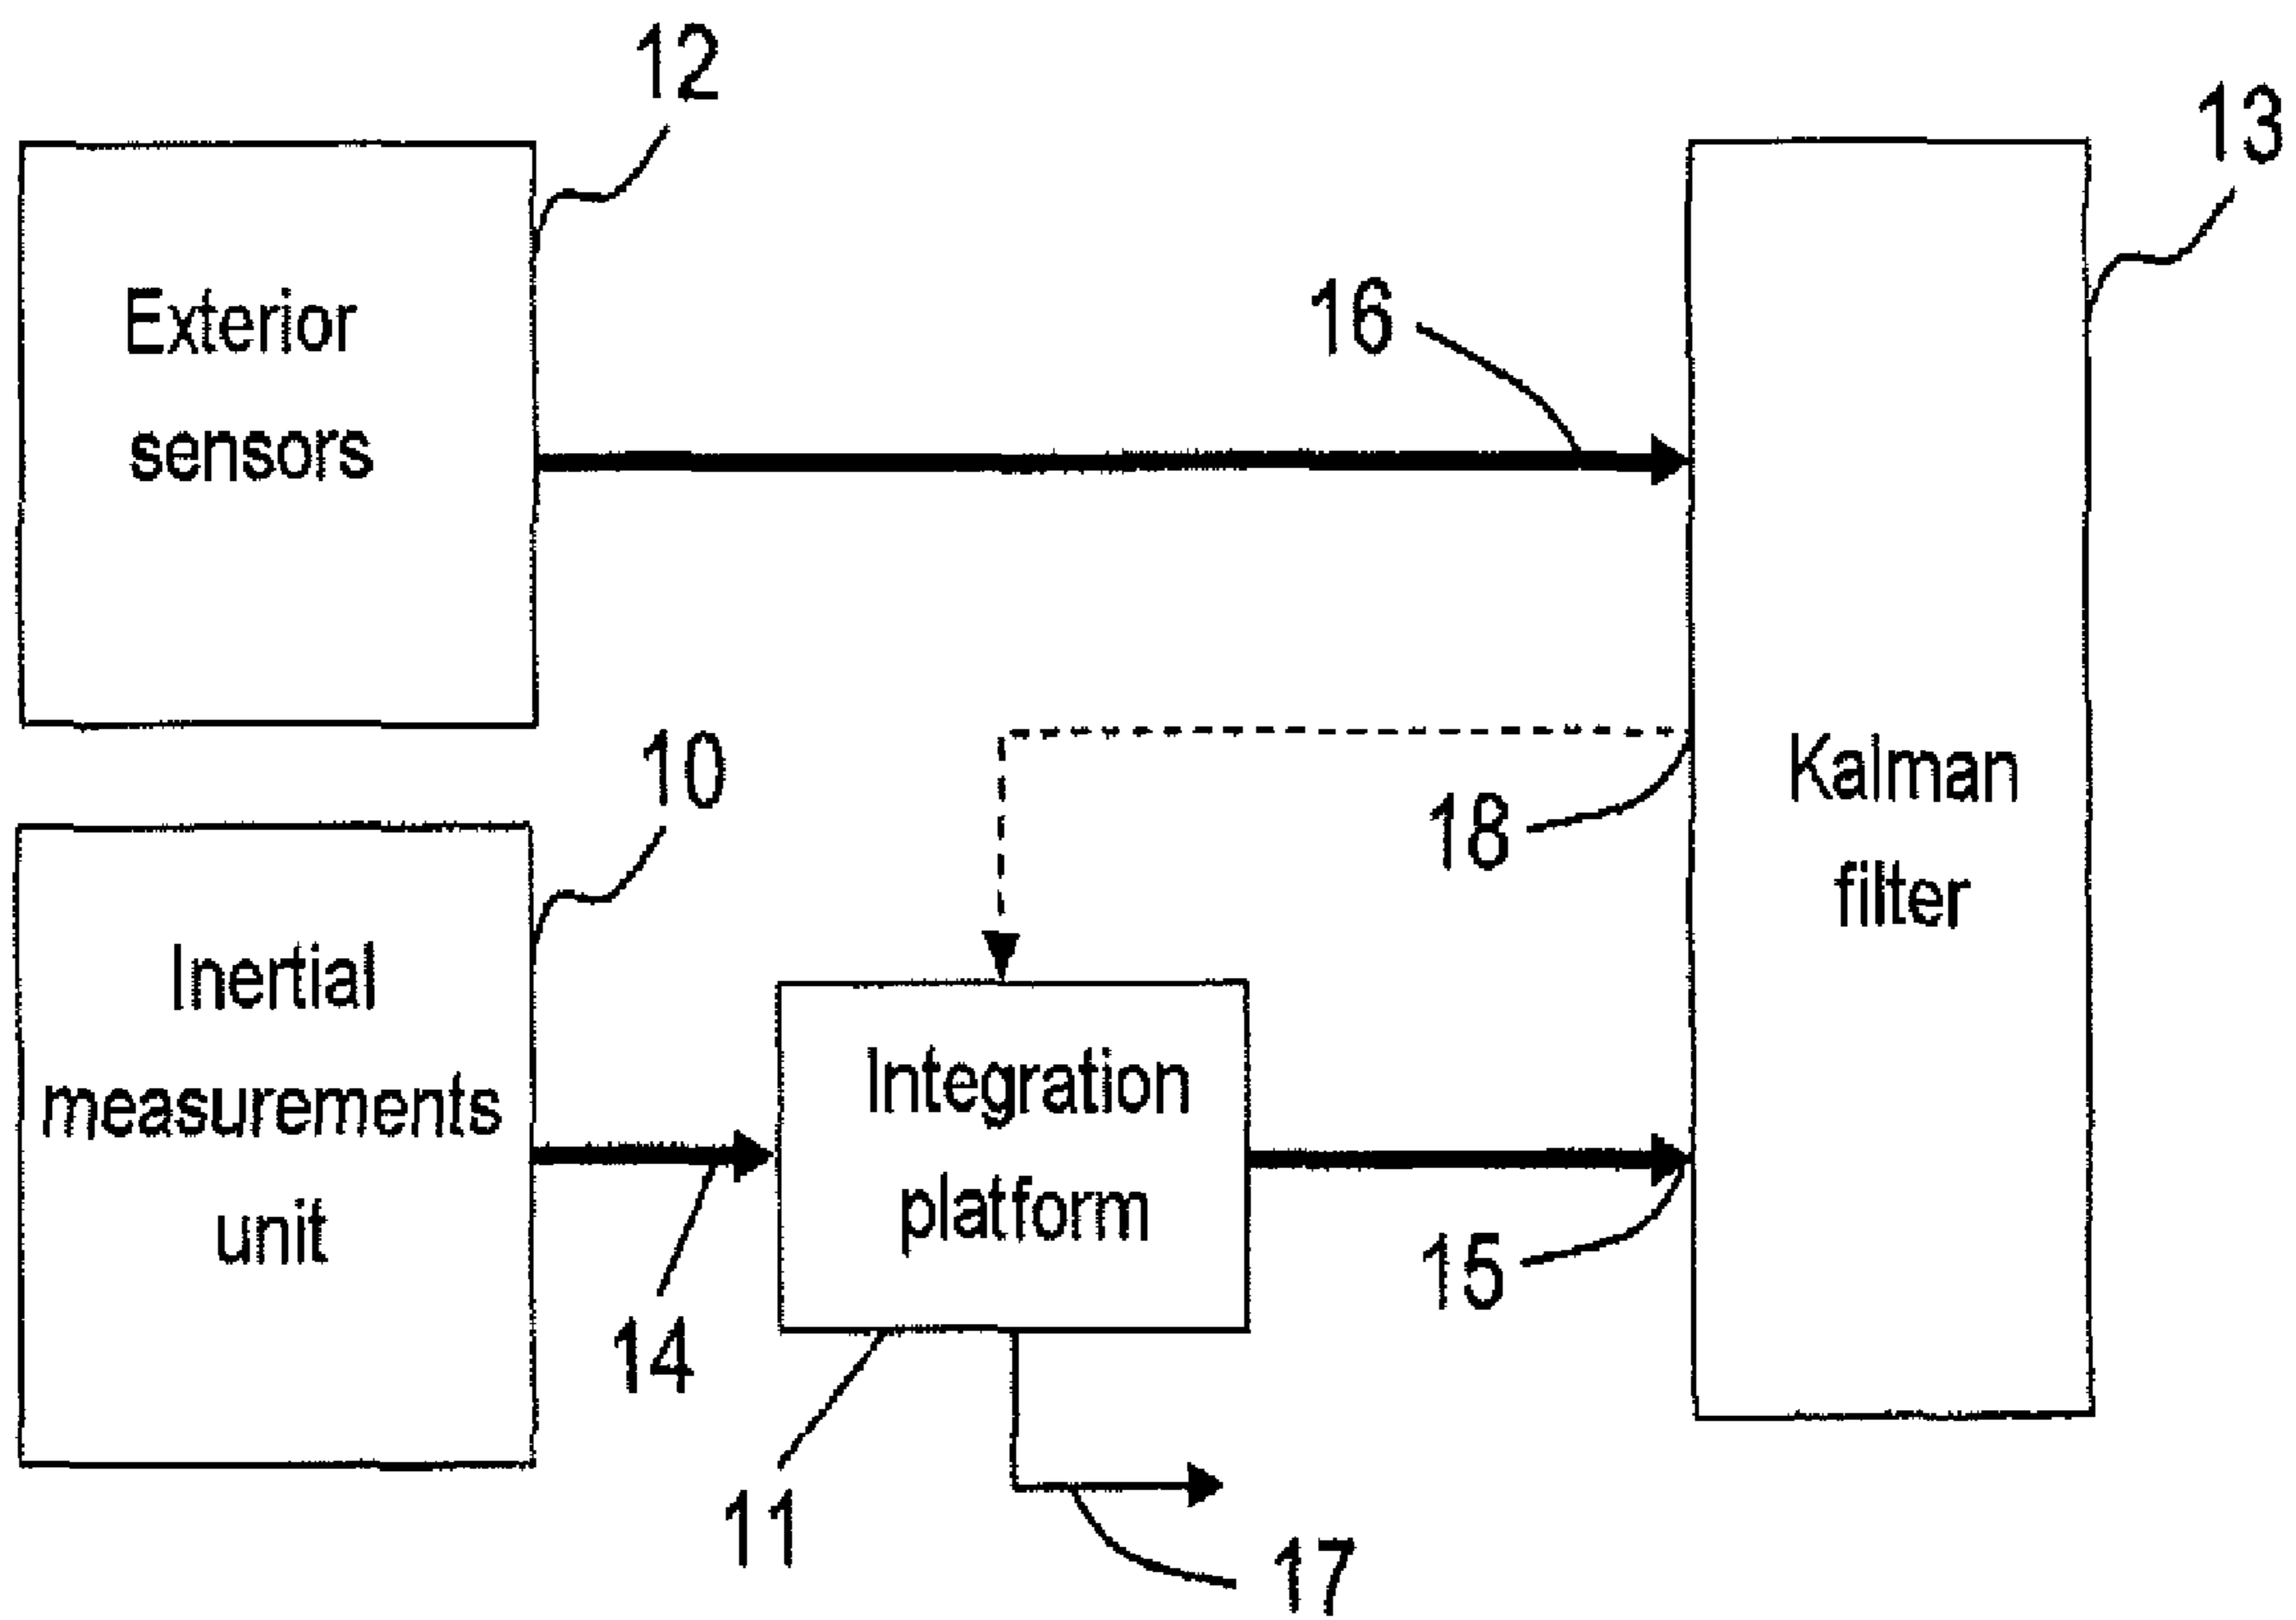 12
13
Exterior
sensors
16
10
18
Kalman
filter
Inertial
measurements
unit
Integration
platform
14
15
11
17